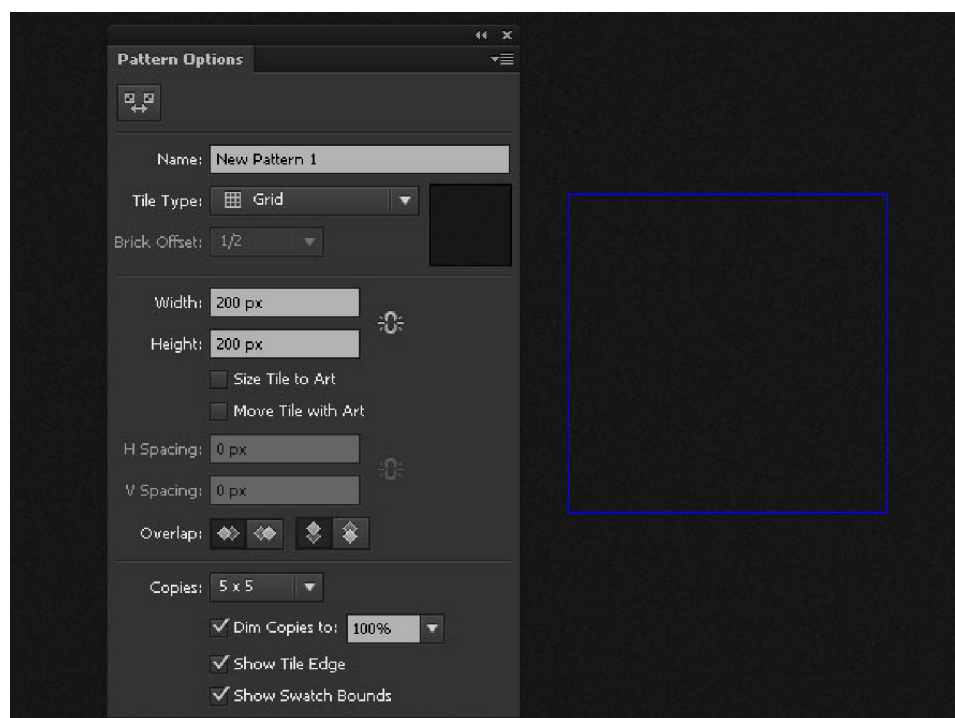 Pattern Options
Name: New Pattern 1
Tile Type: Grid
Brick Offset: 1/2
Width: 200 px
Height: 200 px
Size Tile to Art
Move Tile with Art
H Spacing: 0 px
V Spacing: 0 px
Overlap:
Copies: 5 x 5
Dim Copies to: 100%
Show Tile Edge
Show Swatch Bounds